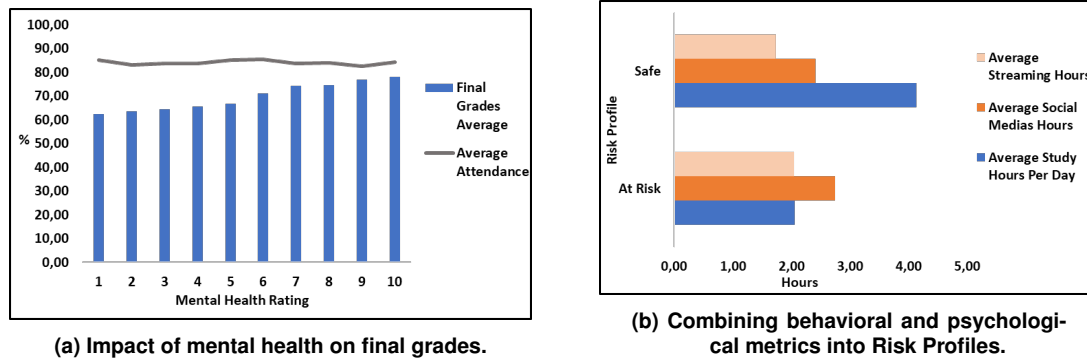 100,00
90,00
80,00
70,00
60,00
%
50,00
40,00
30,00
20,00
10,00
0,00
1 2 3 4 5 6 7 8 9 10
Mental Health Rating
Final
Grades
Average
Average
Attendance
(a) Impact of mental health on final grades.
Risk Profile
Safe
At Risk
0,00 1,00 2,00 3,00 4,00 5,00
Hours
Average
Streaming Hours
Average Social
Medias Hours
Average Study
Hours Per Day
(b) Combining behavioral and psychologi-
cal metrics into Risk Profiles.